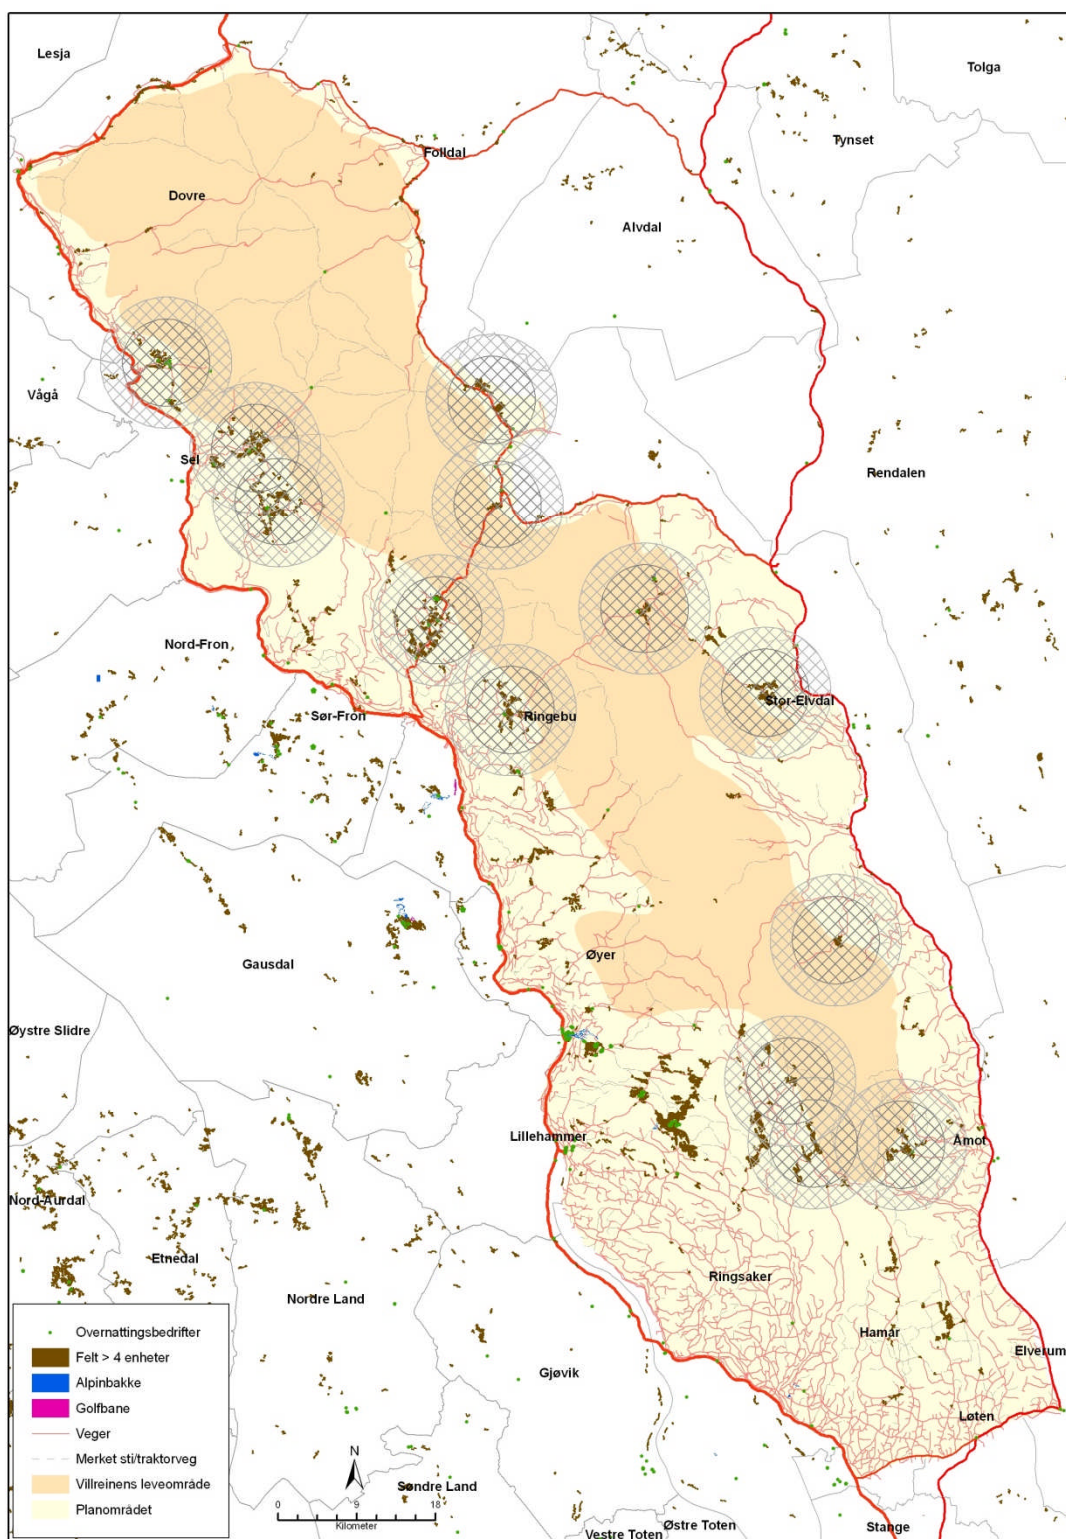 Lesja
Tolga
Tynset
Folldal
Dovre
Alvdal
Vågå
Sel
Rendalen
Nord-Fron
Sør-Fron
Ringebu
Stor-Elvdal
Øyer
Gausdal
Øystre Slidre
Lillehammer
Åmot
Nord-Aurdal
Etnedal
Ringsaker
Nordre Land
Hamar
Elverum
Gjøvik
Løten
Søndre Land
Østre Toten
Stange
Vestre Toten
Overnattingsbedrifter
Felt > 4 enheter
Alpinbakke
Golfbane
Veger
Merket sti/traktorveg
Villreinens leveområde
Planområdet
N
0 9 18
Kilometer